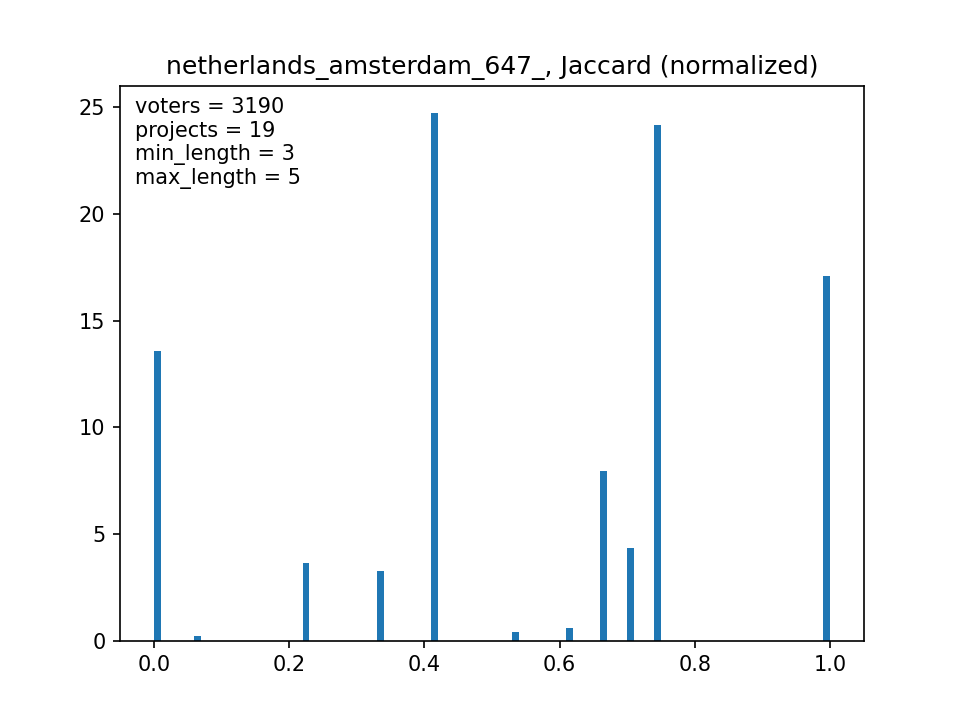 netherlands_amsterdam_647_, Jaccard (normalized)
voters = 3190
projects = 19
min_length = 3
max_length = 5
25
20
15
10
5
0
0.0 0.2 0.4 0.6 0.8 1.0